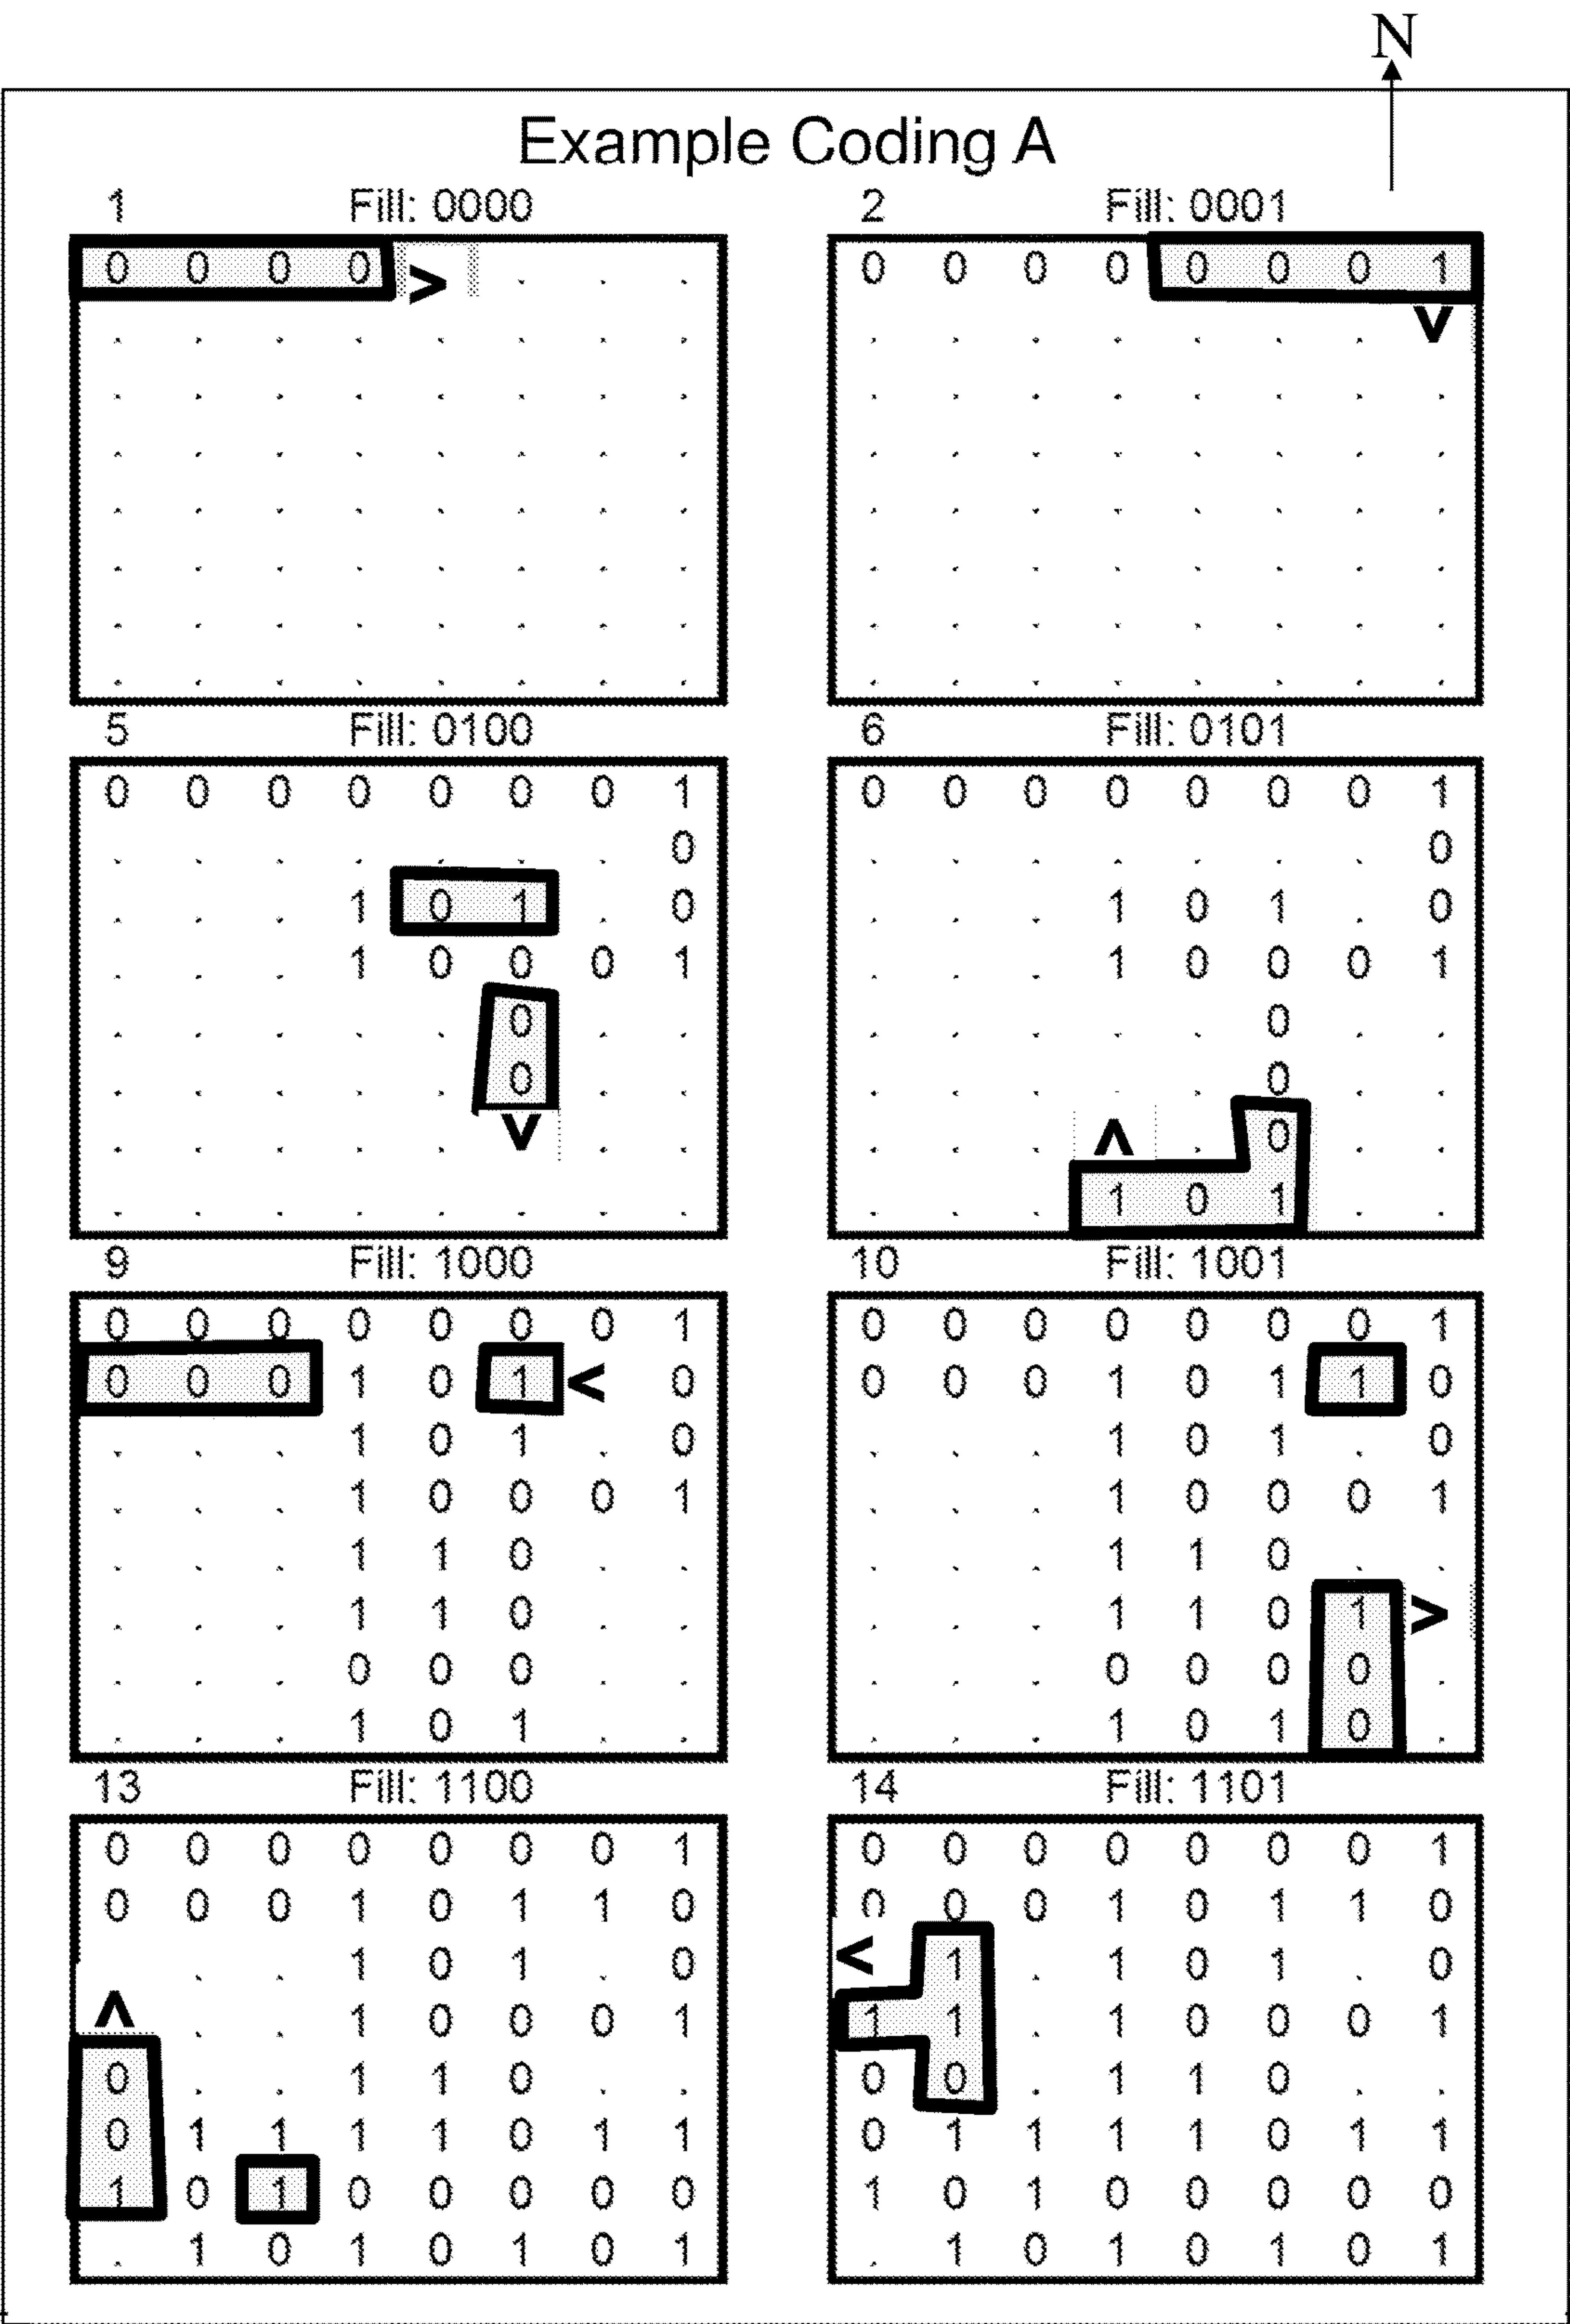 N
Example Coding A
1 Fill: 0000
0 0 0 0 > . . .
. . . . . . . .
. . . . . . . .
. . . . . . . .
. . . . . . . .
. . . . . . . .
. . . . . . . .
. . . . . . . .
2 Fill: 0001
0 0 0 0 0 0 0 1
. . . . . . . v
. . . . . . . .
. . . . . . . .
. . . . . . . .
. . . . . . . .
. . . . . . . .
. . . . . . . .
5 Fill: 0100
0 0 0 0 0 0 0 1
. . . . . . . 0
. . . 1 0 1 . 0
. . . 1 0 0 0 1
. . . . . 0 . .
. . . . . 0 . .
. . . . . v . .
. . . . . . . .
6 Fill: 0101
0 0 0 0 0 0 0 1
. . . . . . . 0
. . . 1 0 1 . 0
. . . 1 0 0 0 1
. . . . . 0 . .
. . . . . 0 . .
. . . ʌ . 0 . .
. . . 1 0 1 . .
9 Fill: 1000
0 0 0 0 0 0 0 1
0 0 0 1 0 1 < 0
. . . 1 0 1 . 0
. . . 1 0 0 0 1
. . . 1 1 0 . .
. . . 1 1 0 . .
. . . 0 0 0 . .
. . . 1 0 1 . .
10 Fill: 1001
0 0 0 0 0 0 0 1
0 0 0 1 0 1 1 0
. . . 1 0 1 . 0
. . . 1 0 0 0 1
. . . 1 1 0 . .
. . . 1 1 0 1 >
. . . 0 0 0 0 .
. . . 1 0 1 0 .
13 Fill: 1100
0 0 0 0 0 0 0 1
0 0 0 1 0 1 1 0
. . 1 0 1 . 0
ʌ . . 1 0 0 0 1
0 . . 1 1 0 . .
0 1 1 1 1 0 1 1
1 0 1 0 0 0 0 0
. 1 0 1 0 1 0 1
14 Fill: 1101
0 0 0 0 0 0 0 1
0 0 0 1 0 1 1 0
< 1 . 1 0 1 . 0
1 1 . 1 0 0 0 1
0 0 . 1 1 0 . .
0 1 1 1 1 0 1 1
1 0 1 0 0 0 0 0
. 1 0 1 0 1 0 1